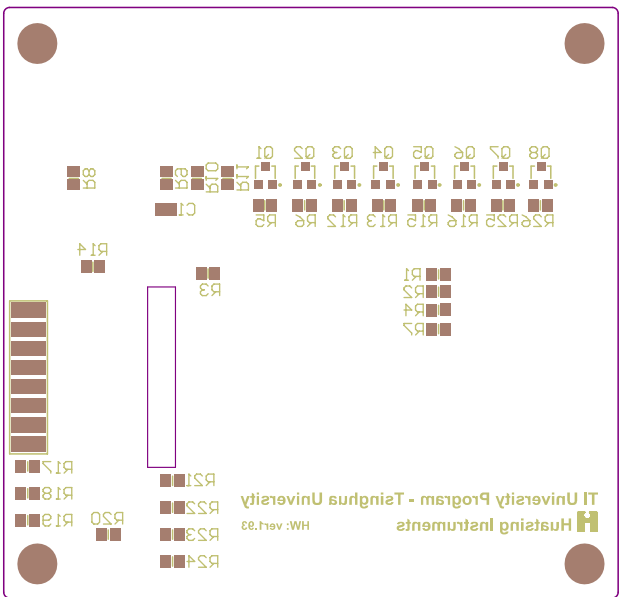 Q1 Q2 Q3 Q4 Q5 Q6 Q7 Q8
R8 R9 R10 R11
C1
R5 R6 R12 R13 R15 R16 R25 R26
R14
R3
R1
R2
R4
R7
R17
R18
R19
R20
R21
R22
R23
R24
TI University Program - Tsinghua University
Huatsing Instruments
HW: ver1.93